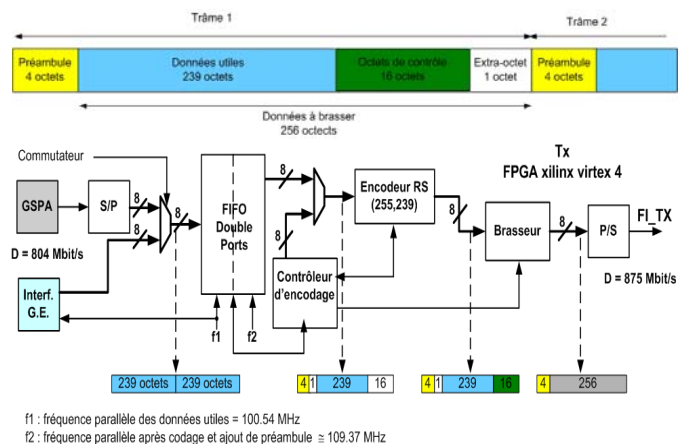 Trâme 1
Trâme 2
Préambule
4 octets
Données utiles
239 octets
Octets de contrôle
16 octets
Extra-octet
1 octet
Préambule
4 octets
Données à brasser
256 octects
Commutateur
Tx
FPGA xilinx virtex 4
GSPA
S/P
8
8
8
FIFO
Double
Ports
8
8
Encodeur RS
(255,239)
8
Brasseur
8
P/S
FI_TX
D = 804 Mbit/s
D = 875 Mbit/s
Interf.
G.E.
Contrôleur
d'encodage
f1
f2
239 octets
239 octets
4
1
239
16
4
1
239
16
4
256
f1 : fréquence parallèle des données utiles = 100.54 MHz
f2 : fréquence parallèle après codage et ajout de préambule ≅ 109.37 MHz